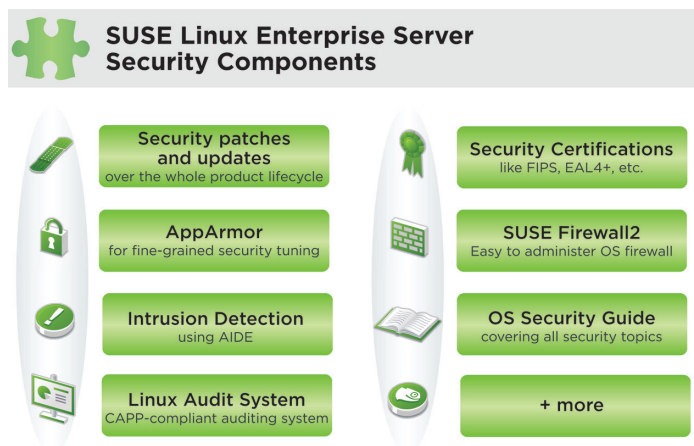 SUSE Linux Enterprise Server
Security Components
Security patches
and updates
over the whole product lifecycle
AppArmor
for fine-grained security tuning
Intrusion Detection
using AIDE
Linux Audit System
CAPP-compliant auditing system
Security Certifications
like FIPS, EAL4+, etc.
SUSE Firewall2
Easy to administer OS firewall
OS Security Guide
covering all security topics
+ more